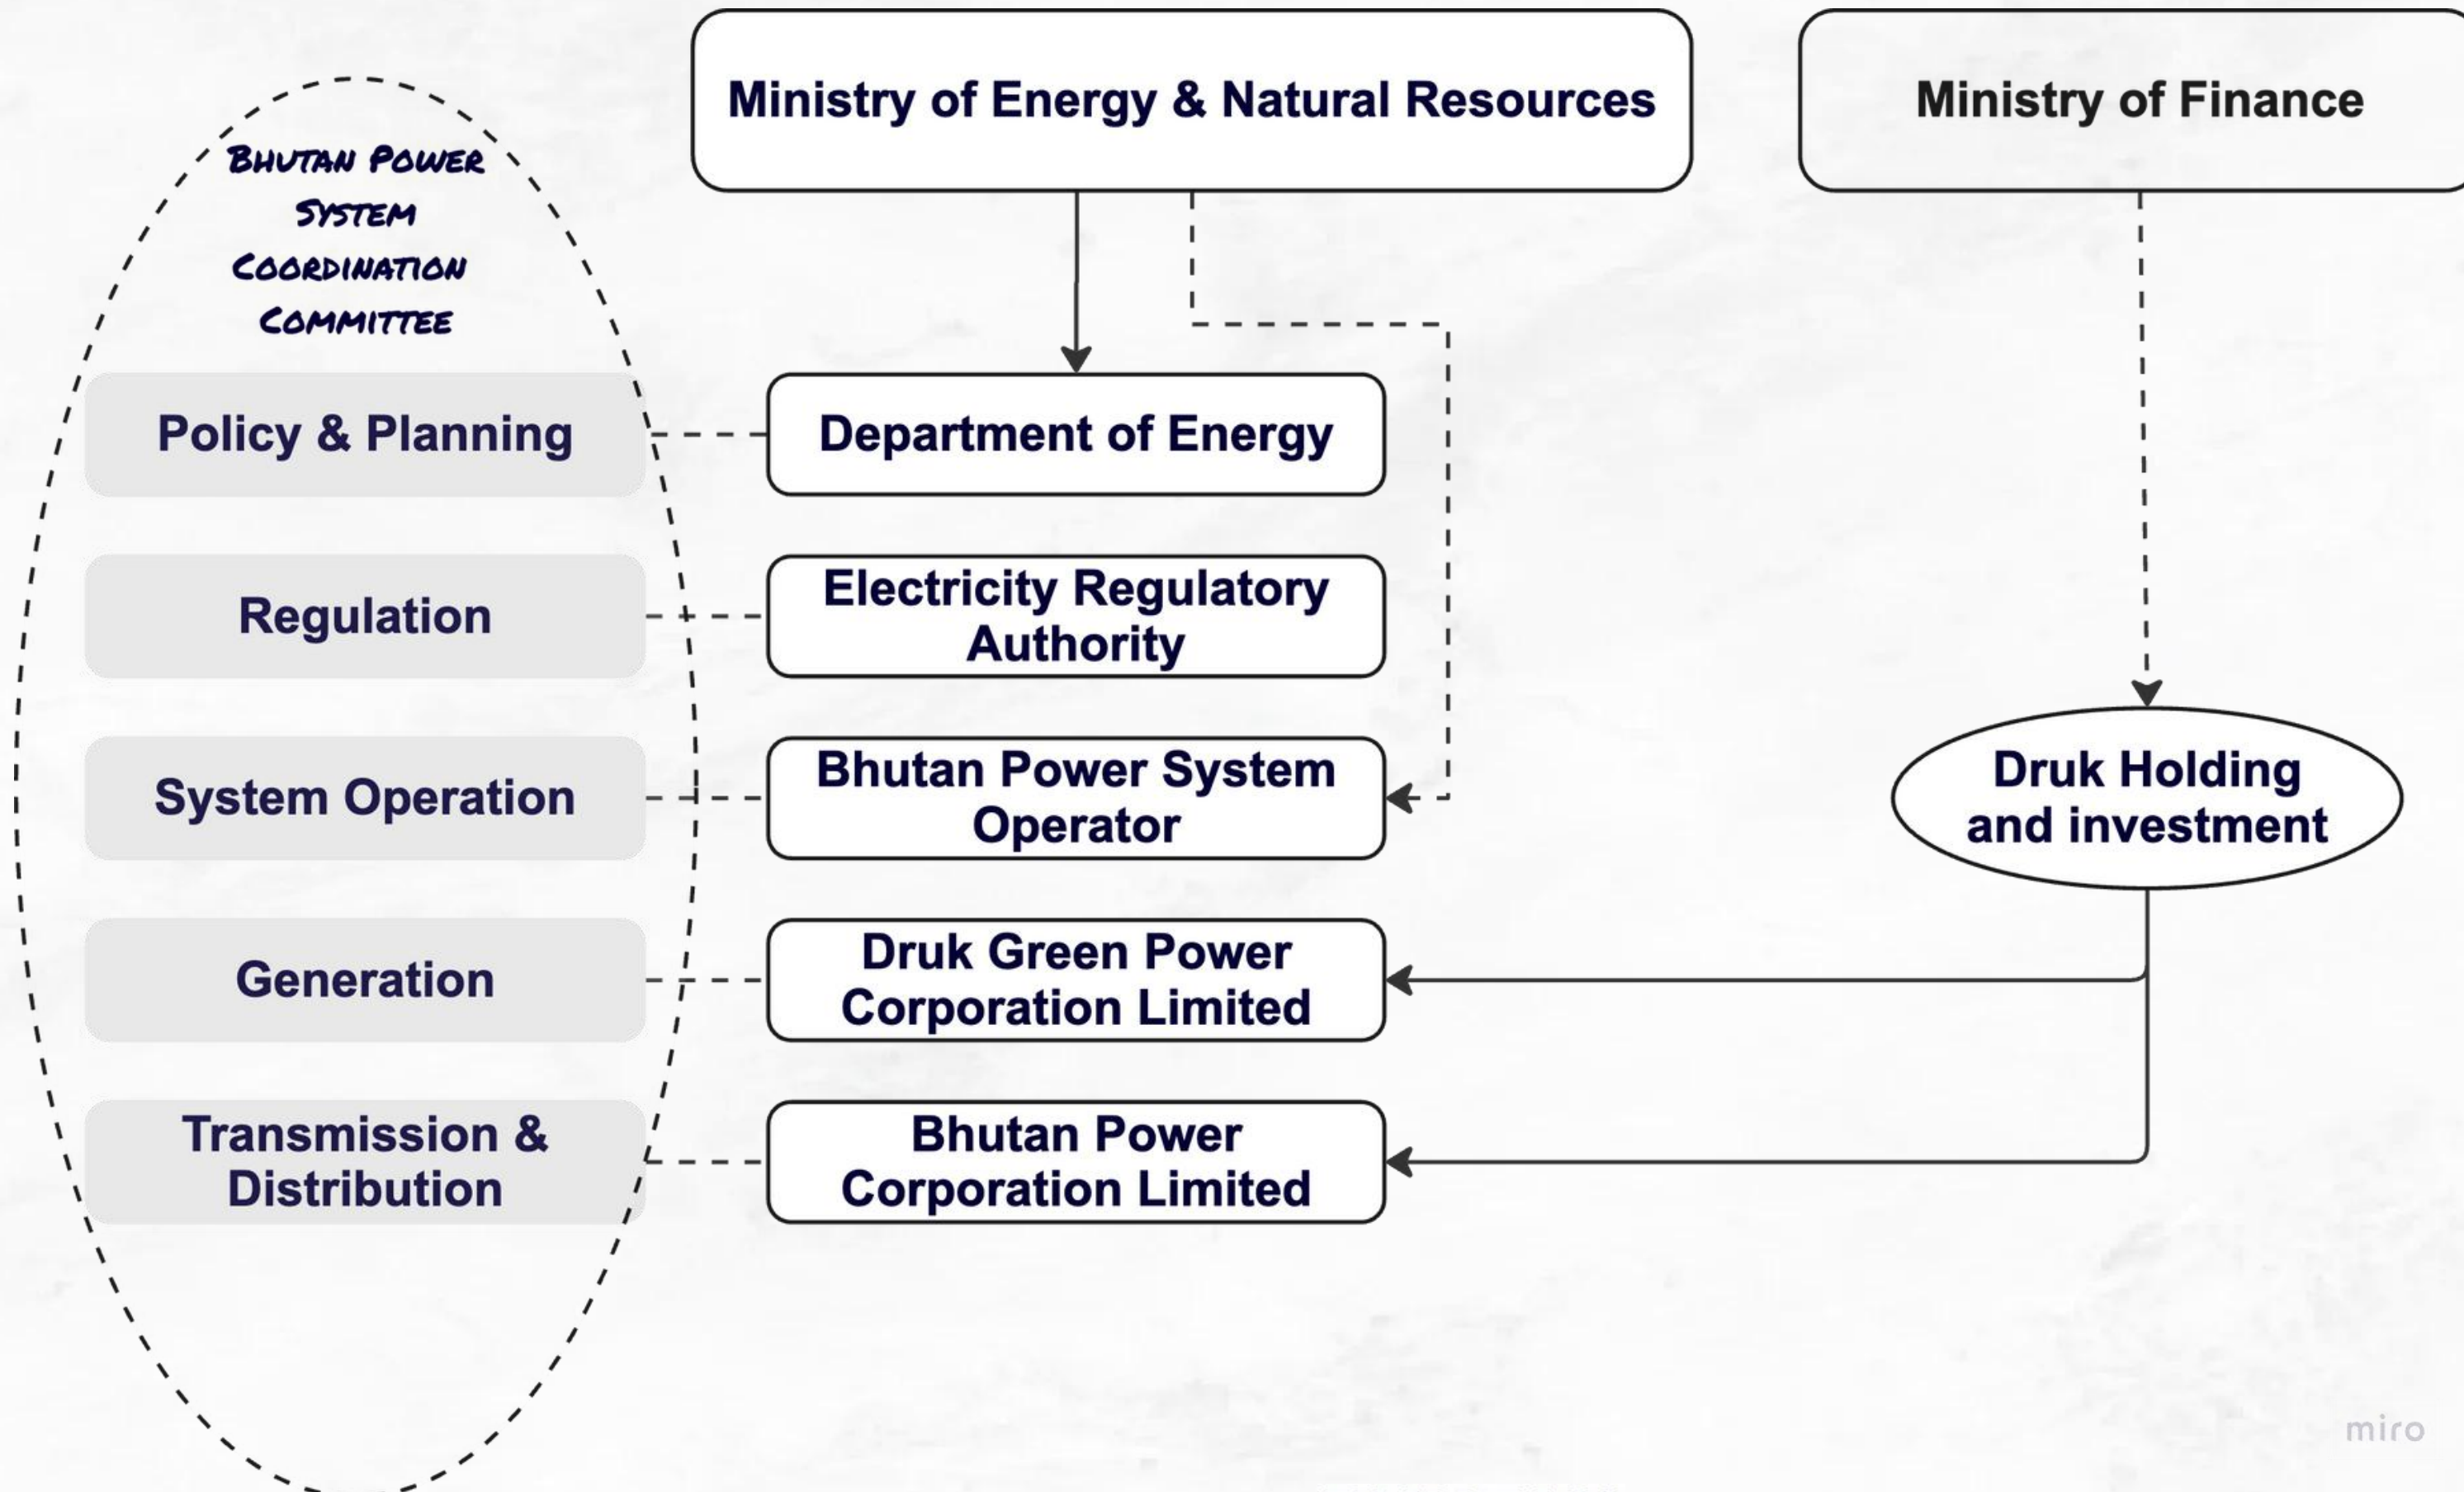 Ministry of Energy & Natural Resources
Ministry of Finance
BHUTAN POWER
SYSTEM
COORDINATION
COMMITTEE
Policy & Planning
Department of Energy
Regulation
Electricity Regulatory
Authority
System Operation
Bhutan Power System
Operator
Druk Holding
and investment
Generation
Druk Green Power
Corporation Limited
Transmission &
Distribution
Bhutan Power
Corporation Limited
miro